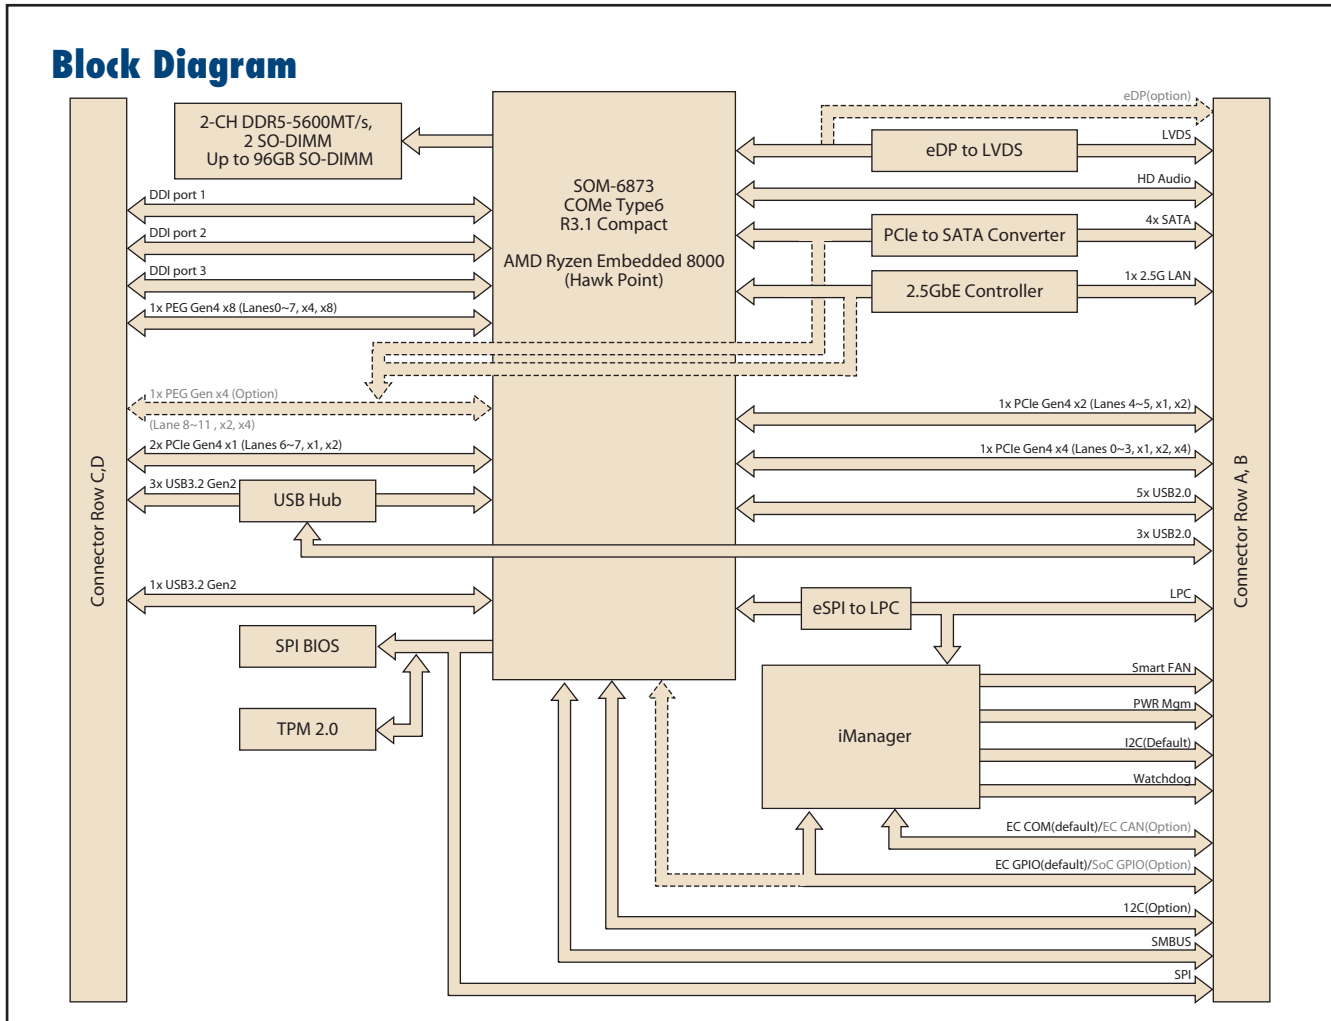 Block Diagram
2-CH DDR5-5600MT/s,
2 SO-DIMM
Up to 96GB SO-DIMM
DDI port 1
DDI port 2
DDI port 3
1x PEG Gen4 x8 (Lanes0~7, x4, x8)
1x PEG Gen x4 (Option)
(Lane 8~11 , x2, x4)
2x PCIe Gen4 x1 (Lanes 6~7, x1, x2)
3x USB3.2 Gen2
USB Hub
1x USB3.2 Gen2
SPI BIOS
TPM 2.0
Connector Row C,D
SOM-6873
COMe Type6
R3.1 Compact
AMD Ryzen Embedded 8000
(Hawk Point)
eDP(option)
LVDS
eDP to LVDS
HD Audio
4x SATA
PCIe to SATA Converter
1x 2.5G LAN
2.5GbE Controller
1x PCIe Gen4 x2 (Lanes 4~5, x1, x2)
1x PCIe Gen4 x4 (Lanes 0~3, x1, x2, x4)
5x USB2.0
3x USB2.0
LPC
eSPI to LPC
Smart FAN
PWR Mgm
iManager
I2C(Default)
Watchdog
EC COM(default)/EC CAN(Option)
EC GPIO(default)/SoC GPIO(Option)
12C(Option)
SMBUS
SPI
Connector Row A, B